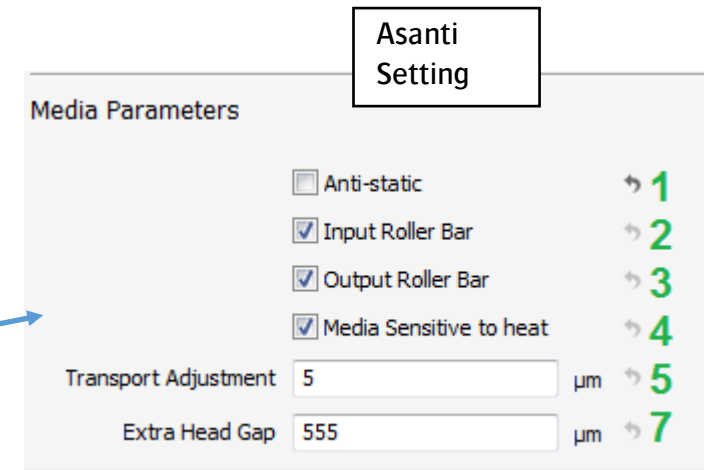 Asanti
Setting
Media Parameters
Anti-static 1
Input Roller Bar 2
Output Roller Bar 3
Media Sensitive to heat 4
Transport Adjustment 5 µm 5
Extra Head Gap 555 µm 7